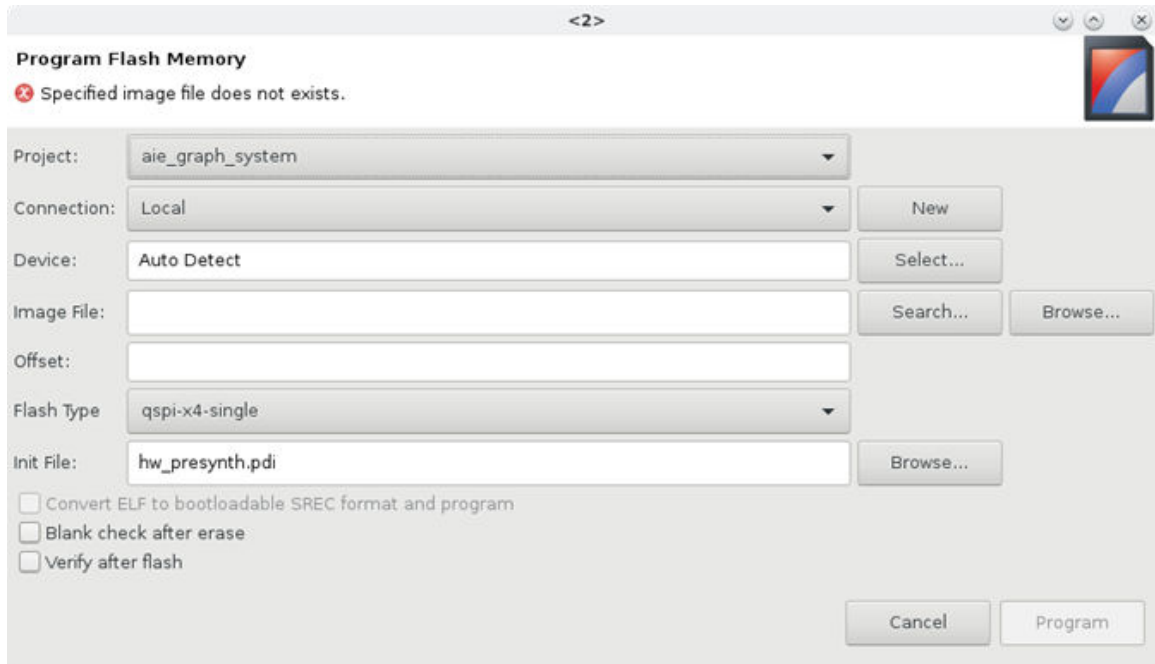 <2>
Program Flash Memory
Specified image file does not exists.
Project: aie_graph_system
Connection: Local New
Device: Auto Detect Select...
Image File: Search... Browse...
Offset:
Flash Type qspi-x4-single
Init File: hw_presynth.pdi Browse...
Convert ELF to bootloadable SREC format and program
Blank check after erase
Verify after flash
Cancel Program